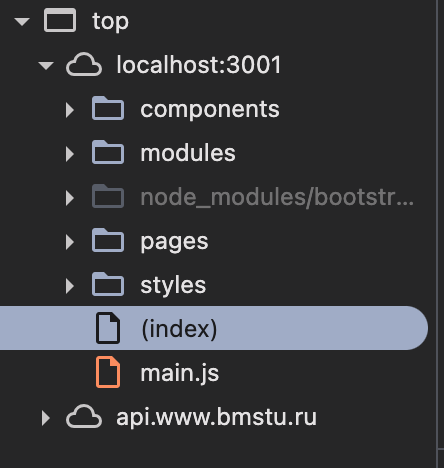 top
localhost:3001
components
modules
node_modules/bootstr...
pages
styles
(index)
main.js
api.www.bmstu.ru